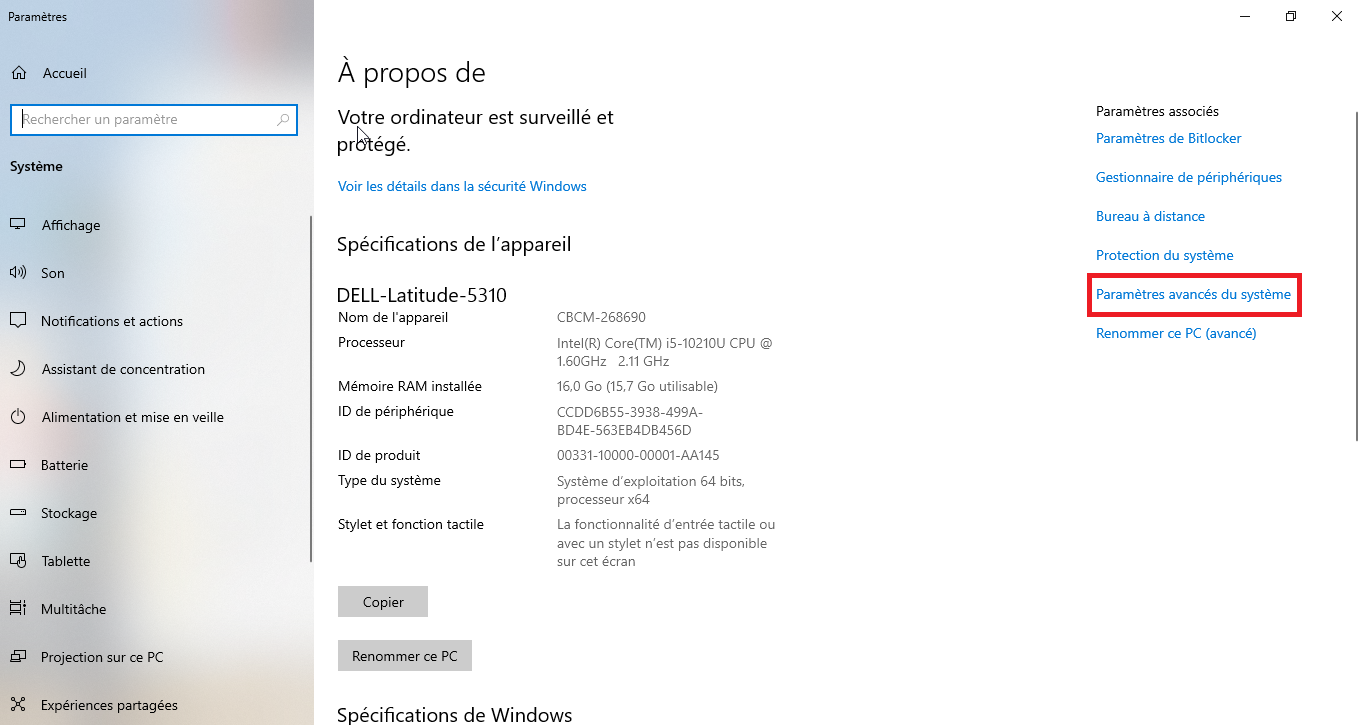 Paramètres
Accueil
Rechercher un paramètre
Système
Affichage
Son
Notifications et actions
Assistant de concentration
Alimentation et mise en veille
Batterie
Stockage
Tablette
Multitâche
Projection sur ce PC
Expériences partagées
À propos de
Votre ordinateur est surveillé et
protégé.
Voir les détails dans la sécurité Windows
Spécifications de l’appareil
DELL-Latitude-5310
Nom de l'appareil CBCM-268690
Processeur Intel(R) Core(TM) i5-10210U CPU @
1.60GHz 2.11 GHz
Mémoire RAM installée 16,0 Go (15,7 Go utilisable)
ID de périphérique CCDD6B55-3938-499A-
BD4E-563EB4DB456D
ID de produit 00331-10000-00001-AA145
Type du système Système d’exploitation 64 bits,
processeur x64
Stylet et fonction tactile La fonctionnalité d’entrée tactile ou
avec un stylet n’est pas disponible
sur cet écran
Copier
Renommer ce PC
Spécifications de Windows
Paramètres associés
Paramètres de Bitlocker
Gestionnaire de périphériques
Bureau à distance
Protection du système
Paramètres avancés du système
Renommer ce PC (avancé)